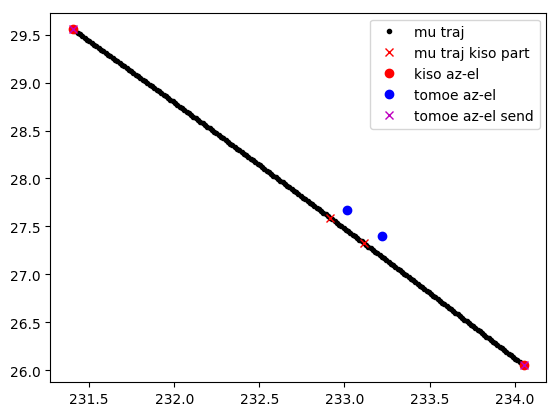 29.5
29.0
28.5
28.0
27.5
27.0
26.5
26.0
mu traj
mu traj kiso part
kiso az-el
tomoe az-el
tomoe az-el send
231.5 232.0 232.5 233.0 233.5 234.0